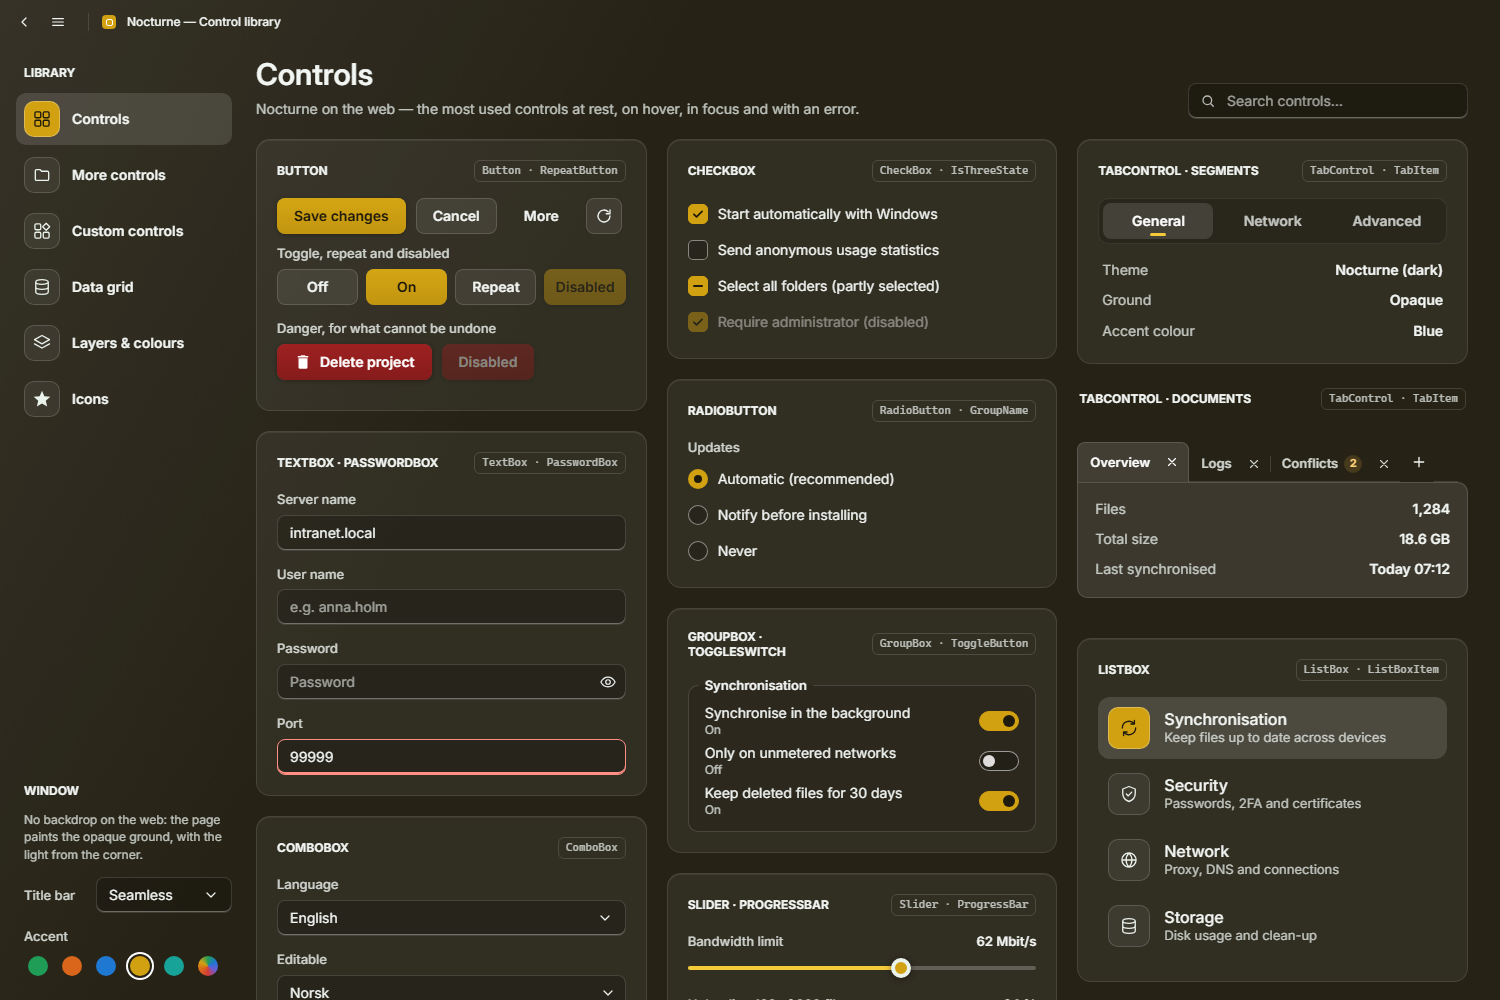 Nocturne — Control library
LIBRARY
Controls
More controls
Custom controls
Data grid
Layers & colours
Icons
WINDOW
No backdrop on the web: the page
paints the opaque ground, with the
light from the corner.
Title bar
Seamless
Accent
Controls
Nocturne on the web — the most used controls at rest, on hover, in focus and with an error.
Search controls...
BUTTON
Button · RepeatButton
Save changes
Cancel
More
Toggle, repeat and disabled
Off
On
Repeat
Disabled
Danger, for what cannot be undone
Delete project
Disabled
TEXTBOX · PASSWORDBOX
TextBox · PasswordBox
Server name
intranet.local
User name
e.g. anna.holm
Password
Password
Port
99999
COMBOBOX
ComboBox
Language
English
Editable
Norsk
CHECKBOX
CheckBox · IsThreeState
Start automatically with Windows
Send anonymous usage statistics
Select all folders (partly selected)
Require administrator (disabled)
RADIOBUTTON
RadioButton · GroupName
Updates
Automatic (recommended)
Notify before installing
Never
GROUPBOX ·
TOGGLESWITCH
GroupBox · ToggleButton
Synchronisation
Synchronise in the background
On
Only on unmetered networks
Off
Keep deleted files for 30 days
On
SLIDER · PROGRESSBAR
Slider · ProgressBar
Bandwidth limit
62 Mbit/s
TABCONTROL · SEGMENTS
TabControl · TabItem
General
Network
Advanced
Theme
Nocturne (dark)
Ground
Opaque
Accent colour
Blue
TABCONTROL · DOCUMENTS
TabControl · TabItem
Overview
Logs
Conflicts
2
Files
1,284
Total size
18.6 GB
Last synchronised
Today 07:12
LISTBOX
ListBox · ListBoxItem
Synchronisation
Keep files up to date across devices
Security
Passwords, 2FA and certificates
Network
Proxy, DNS and connections
Storage
Disk usage and clean-up